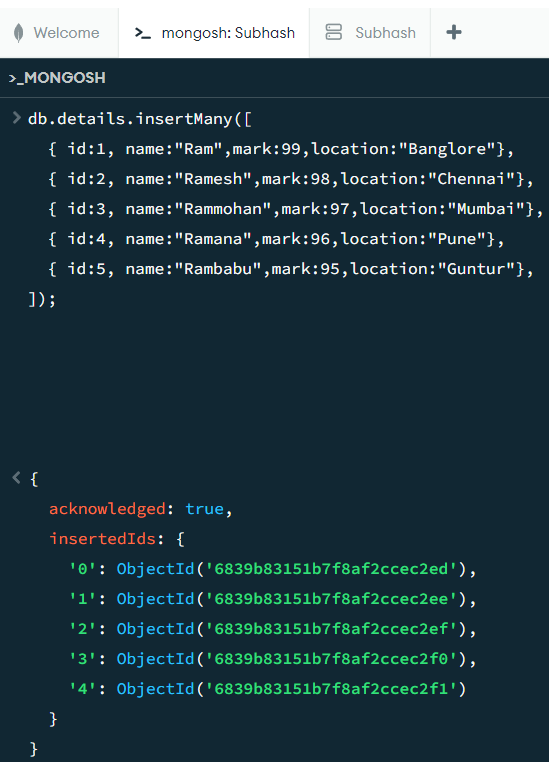 Welcome >_ mongosh: Subhash Subhash +
>_MONGOSH
> db.details.insertMany([
{ id:1, name:"Ram",mark:99,location:"Banglore"},
{ id:2, name:"Ramesh",mark:98,location:"Chennai"},
{ id:3, name:"Rammohan",mark:97,location:"Mumbai"},
{ id:4, name:"Ramana",mark:96,location:"Pune"},
{ id:5, name:"Rambabu",mark:95,location:"Guntur"},
]);
< {
acknowledged: true,
insertedIds: {
'0': ObjectId('6839b83151b7f8af2ccec2ed'),
'1': ObjectId('6839b83151b7f8af2ccec2ee'),
'2': ObjectId('6839b83151b7f8af2ccec2ef'),
'3': ObjectId('6839b83151b7f8af2ccec2f0'),
'4': ObjectId('6839b83151b7f8af2ccec2f1')
}
}